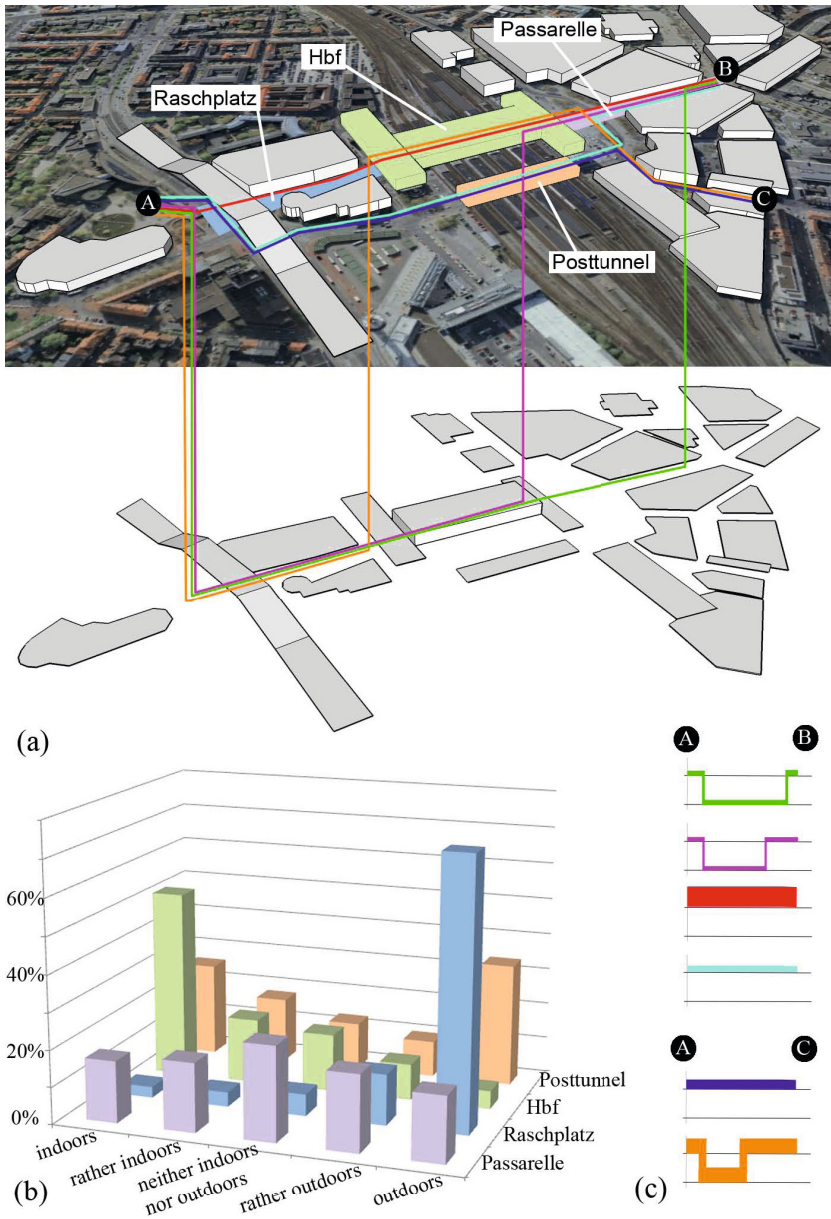 Passarelle
Hbf
Raschplatz
B
A
C
Posttunnel
(a)
A
B
60%
40%
20%
0%
indoors
rather indoors
neither indoors
nor outdoors
rather outdoors
outdoors
Posttunnel
Hbf
Raschplatz
Passarelle
A
C
(b)
(c)